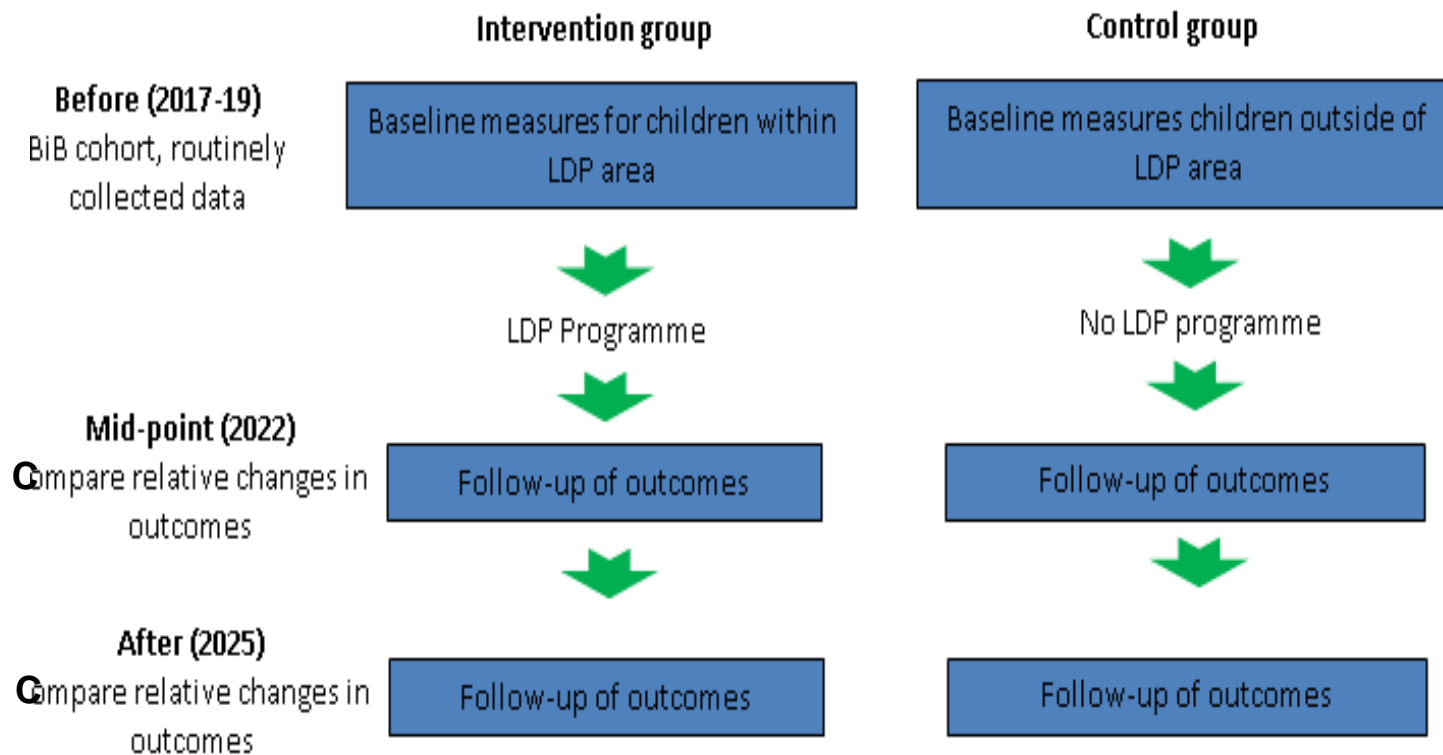 Intervention group
Control group
Before (2017-19)
BiB cohort, routinely
collected data
Baseline measures for children within
LDP area
Baseline measures children outside of
LDP area
LDP Programme
No LDP programme
Mid-point (2022)
Compare relative changes in
outcomes
Follow-up of outcomes
Follow-up of outcomes
After (2025)
Compare relative changes in
outcomes
Follow-up of outcomes
Follow-up of outcomes